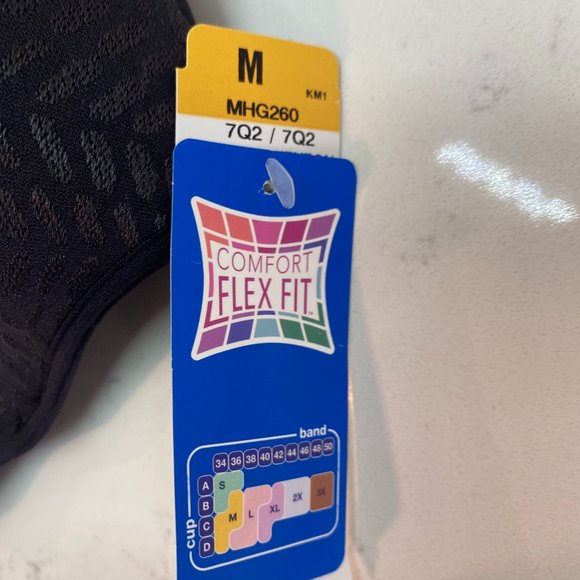 M
KM1
MHG260
7Q2 / 7Q2
COMFORT
FLEX FIT™
band
34 36 38 40 42 44 46 48 50
cup
A
B
C
D
S
M
L
XL
2X
3X